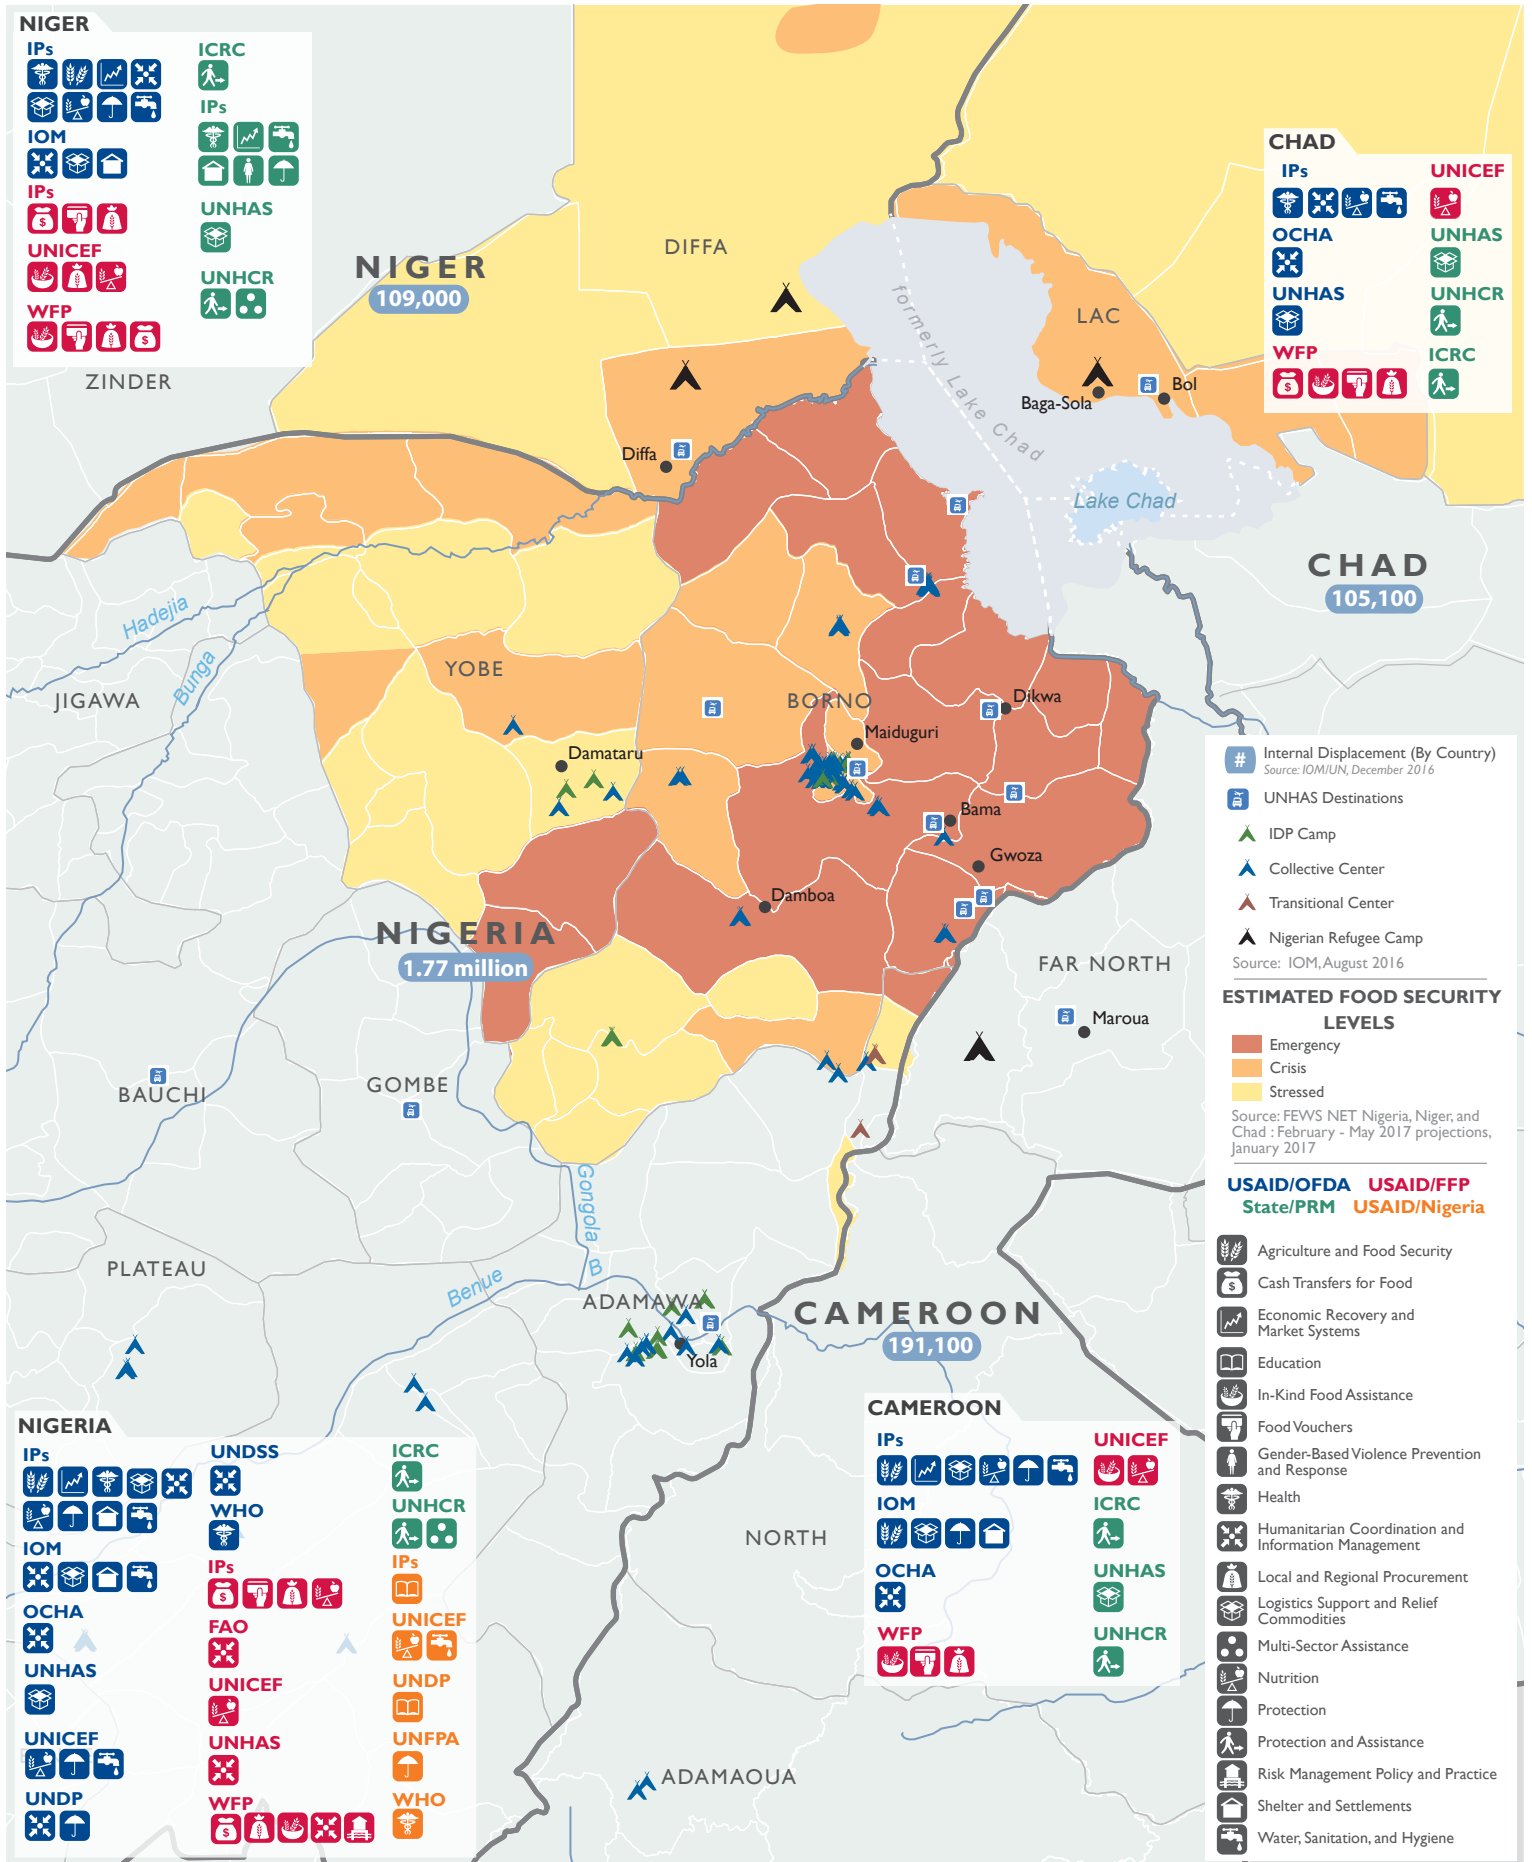 NIGER
IPs
ICRC
IPs
IOM
IPs
UNHAS
UNICEF
UNHCR
WFP
ZINDER
NIGER
109,000
DIFFA
formerly Lake Chad
LAC
Baga-Sola
Bol
Diffa
Lake Chad
CHAD
IPs
UNICEF
OCHA
UNHAS
UNHAS
UNHCR
WFP
ICRC
CHAD
105,100
Hadejia
Bunga
JIGAWA
YOBE
BORNO
Dikwa
Maiduguri
Damataru
Bama
Gwoza
Damboa
NIGERIA
1.77 million
FAR NORTH
Maroua
BAUCHI
GOMBE
Gongola
B
Benue
PLATEAU
ADAMAWA
Yola
CAMEROON
191,100
NORTH
ADAMAOUA
# Internal Displacement (By Country)
Source: IOM/UN, December 2016
UNHAS Destinations
IDP Camp
Collective Center
Transitional Center
Nigerian Refugee Camp
Source: IOM, August 2016
ESTIMATED FOOD SECURITY
LEVELS
Emergency
Crisis
Stressed
Source: FEWS NET Nigeria, Niger, and
Chad : February - May 2017 projections,
January 2017
USAID/OFDA USAID/FFP
State/PRM USAID/Nigeria
Agriculture and Food Security
Cash Transfers for Food
Economic Recovery and
Market Systems
Education
In-Kind Food Assistance
Food Vouchers
Gender-Based Violence Prevention
and Response
Health
Humanitarian Coordination and
Information Management
Local and Regional Procurement
Logistics Support and Relief
Commodities
Multi-Sector Assistance
Nutrition
Protection
Protection and Assistance
Risk Management Policy and Practice
Shelter and Settlements
Water, Sanitation, and Hygiene
NIGERIA
IPs
IOM
OCHA
UNHAS
UNICEF
UNDP
UNDSS
WHO
IPs
FAO
UNICEF
UNHAS
WFP
ICRC
UNHCR
IPs
UNICEF
UNDP
UNFPA
WHO
CAMEROON
IPs
UNICEF
IOM
ICRC
OCHA
UNHAS
WFP
UNHCR